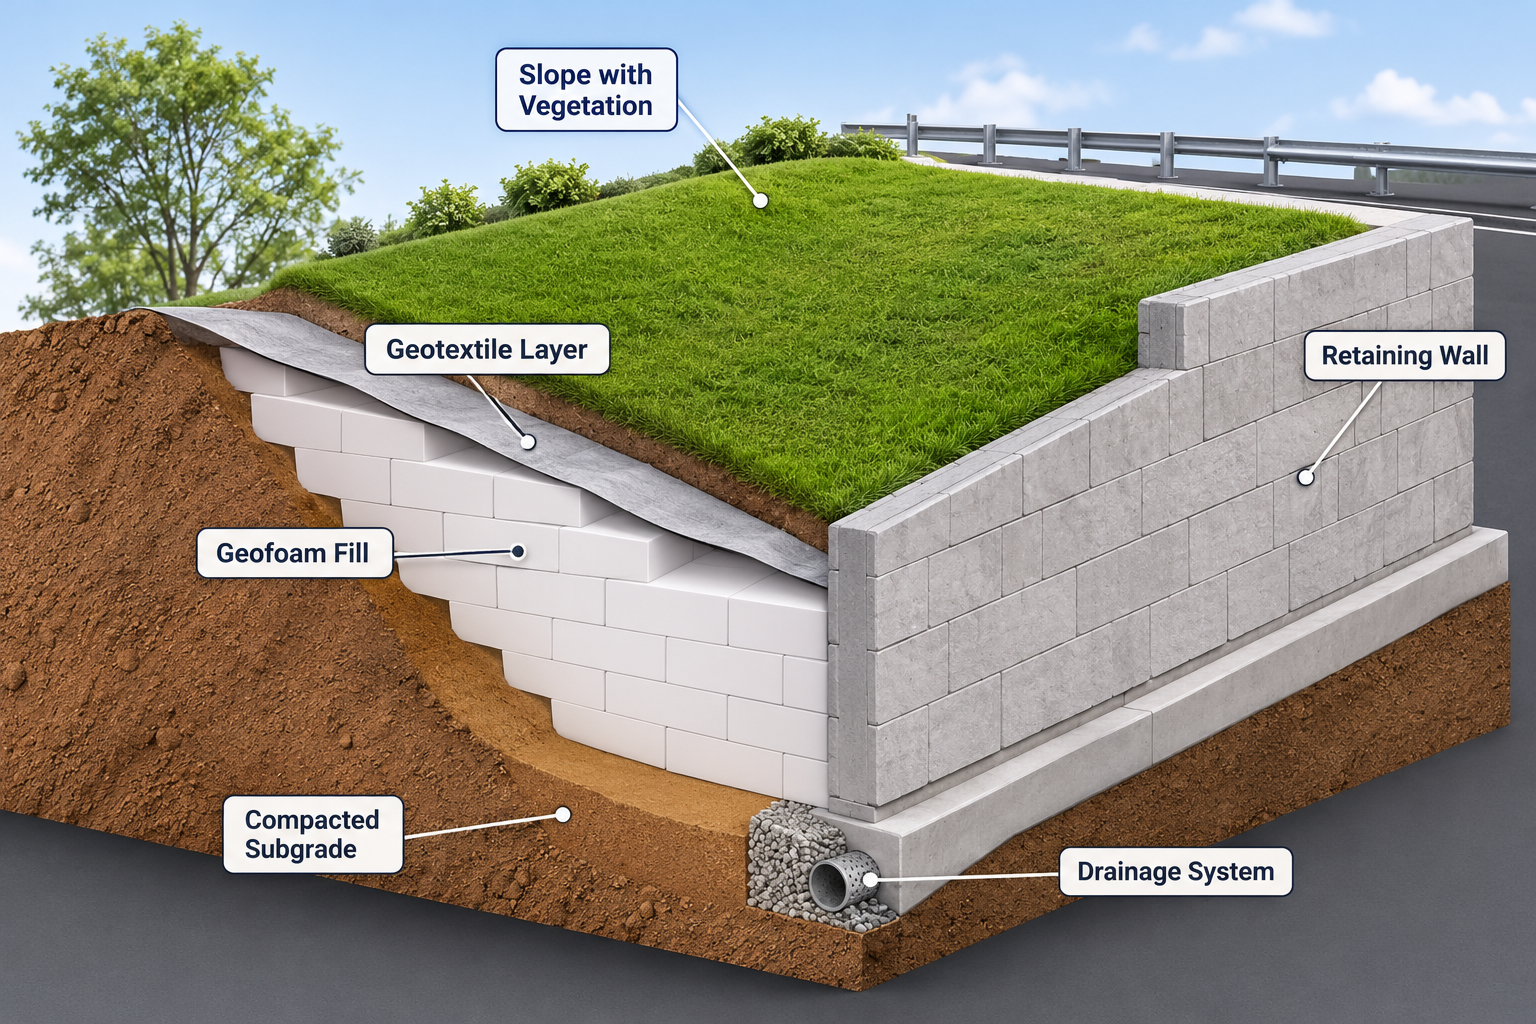 Slope with
Vegetation
Geotextile Layer
Retaining Wall
Geofoam Fill
Compacted
Subgrade
Drainage System